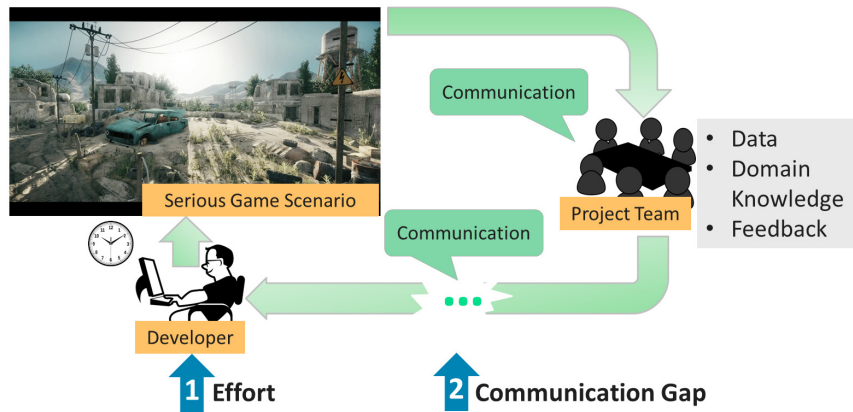 Communication
• Data
• Domain
Knowledge
• Feedback
Serious Game Scenario
Project Team
Communication
Developer
1 Effort
2 Communication Gap